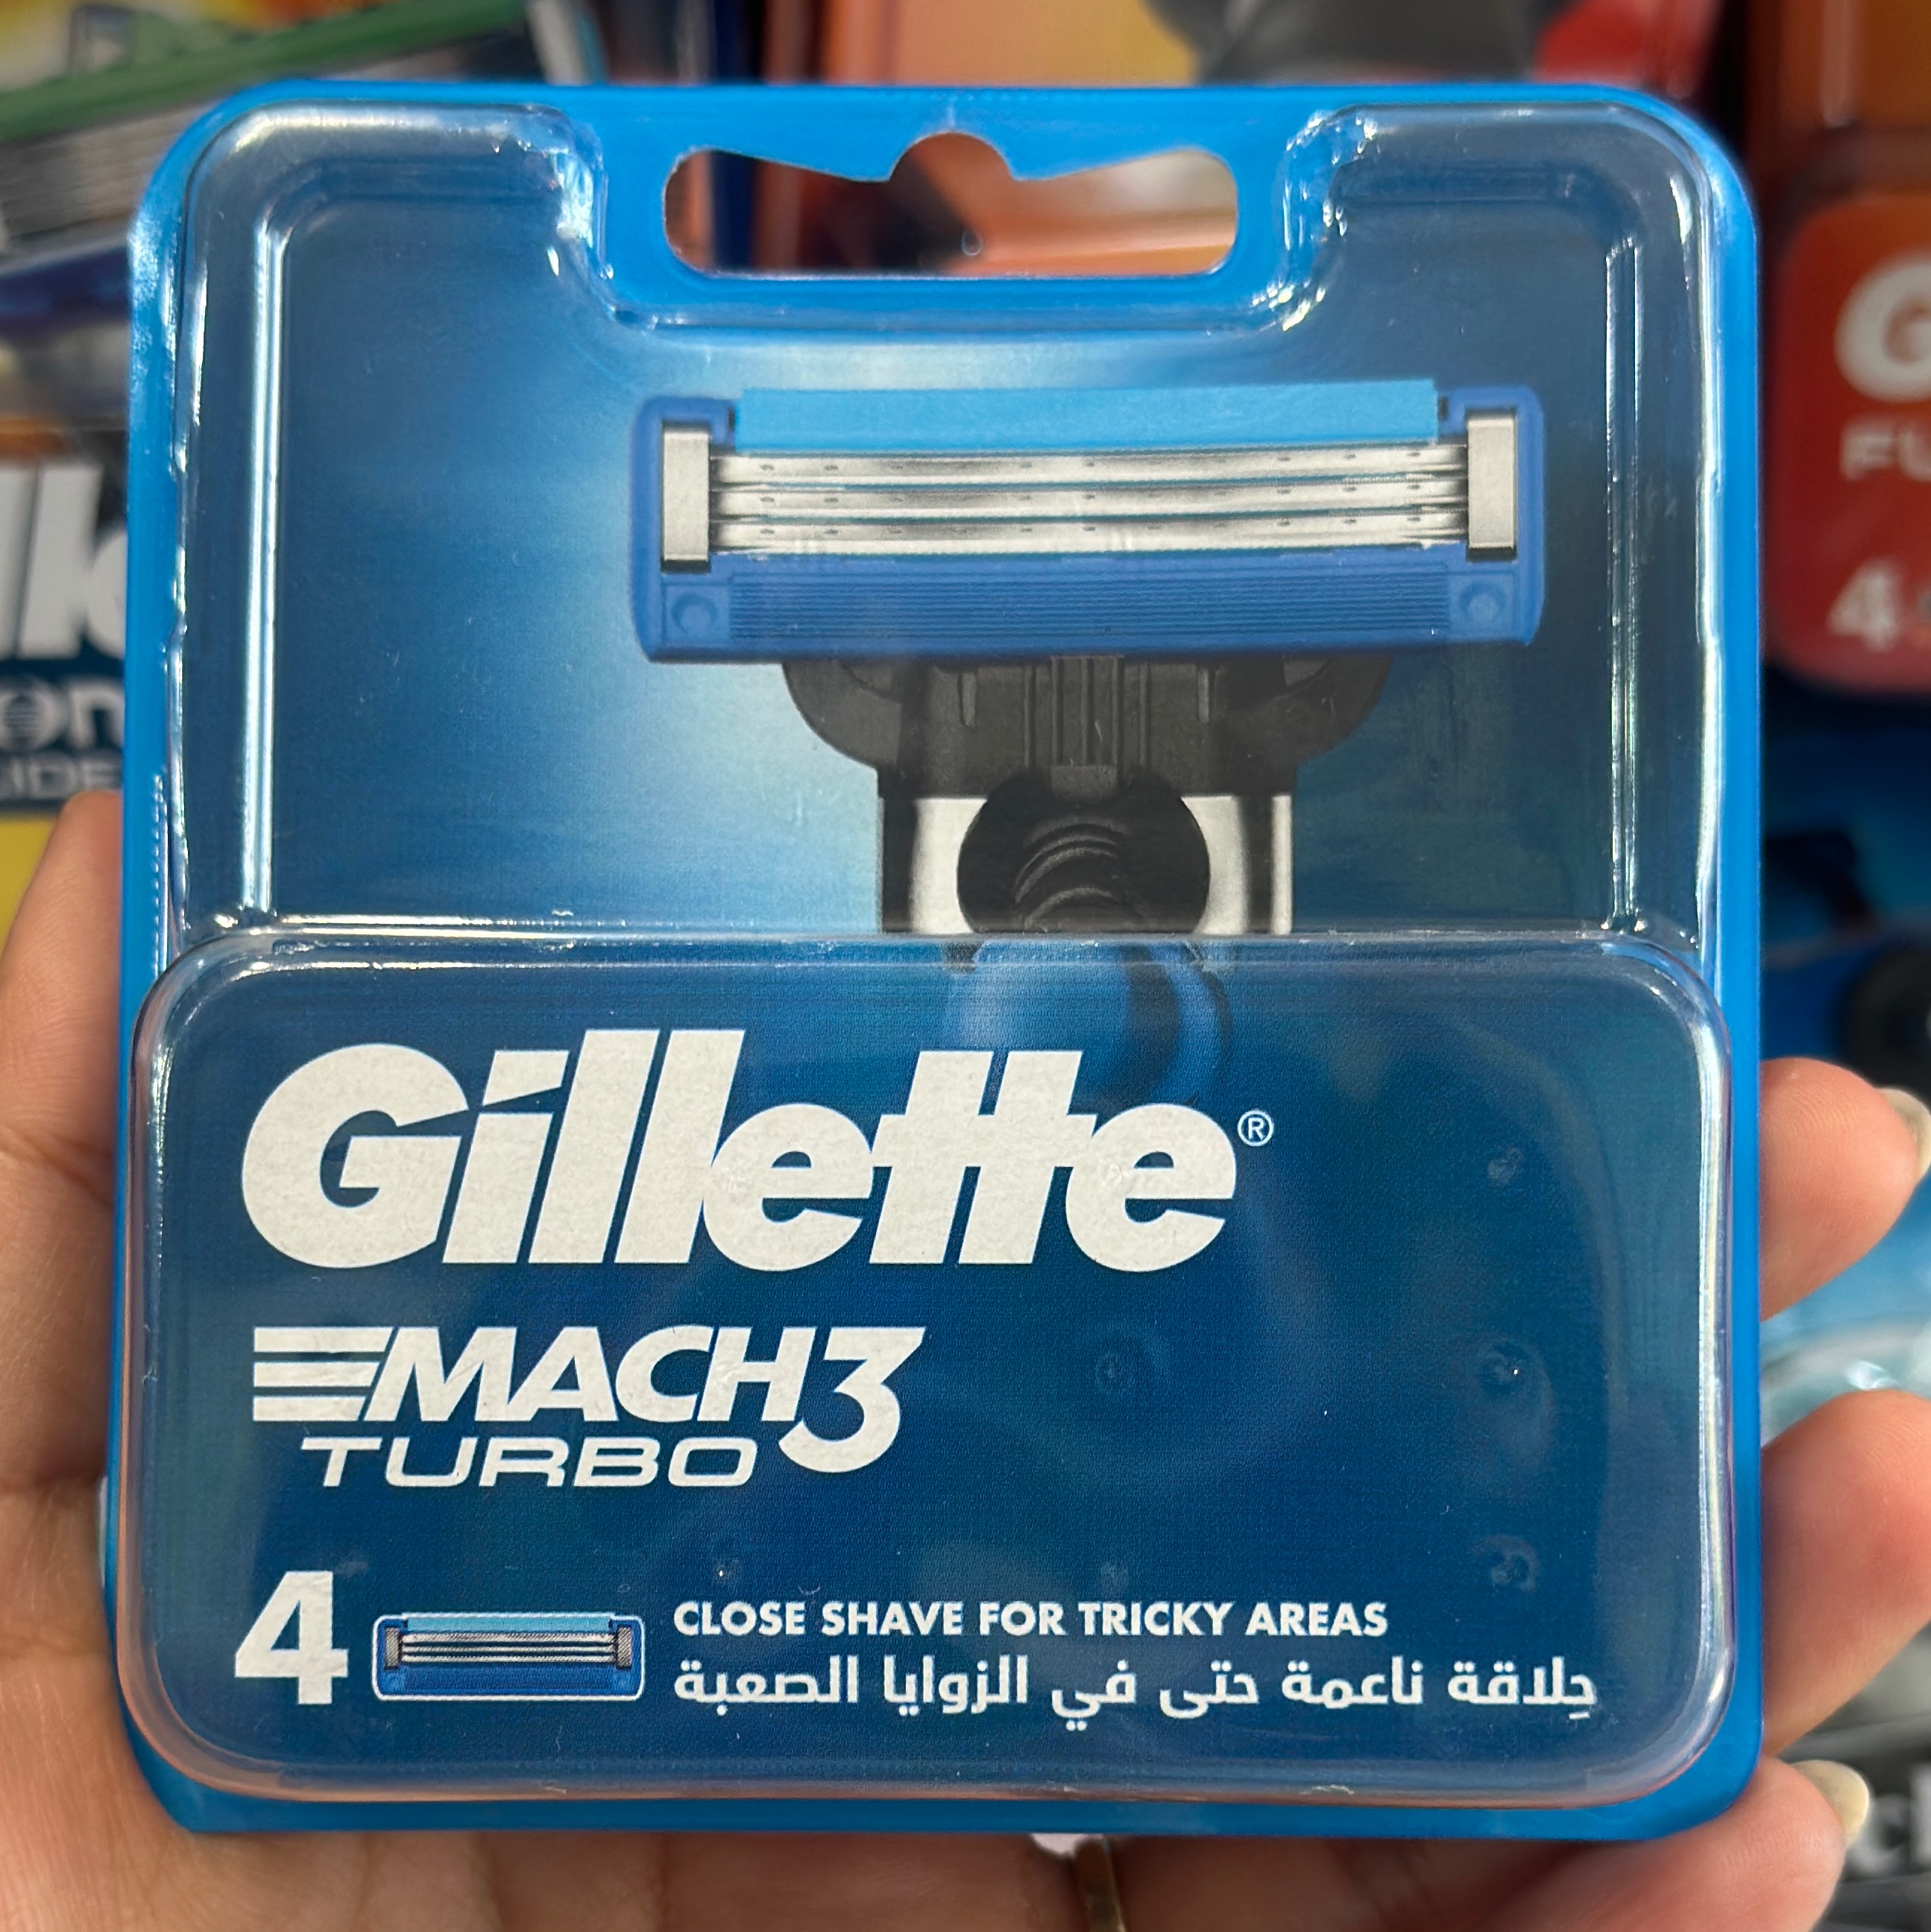 Gillette®
MACH3
TURBO
4
CLOSE SHAVE FOR TRICKY AREAS
حِلاقة ناعمة حتى في الزوايا الصعبة